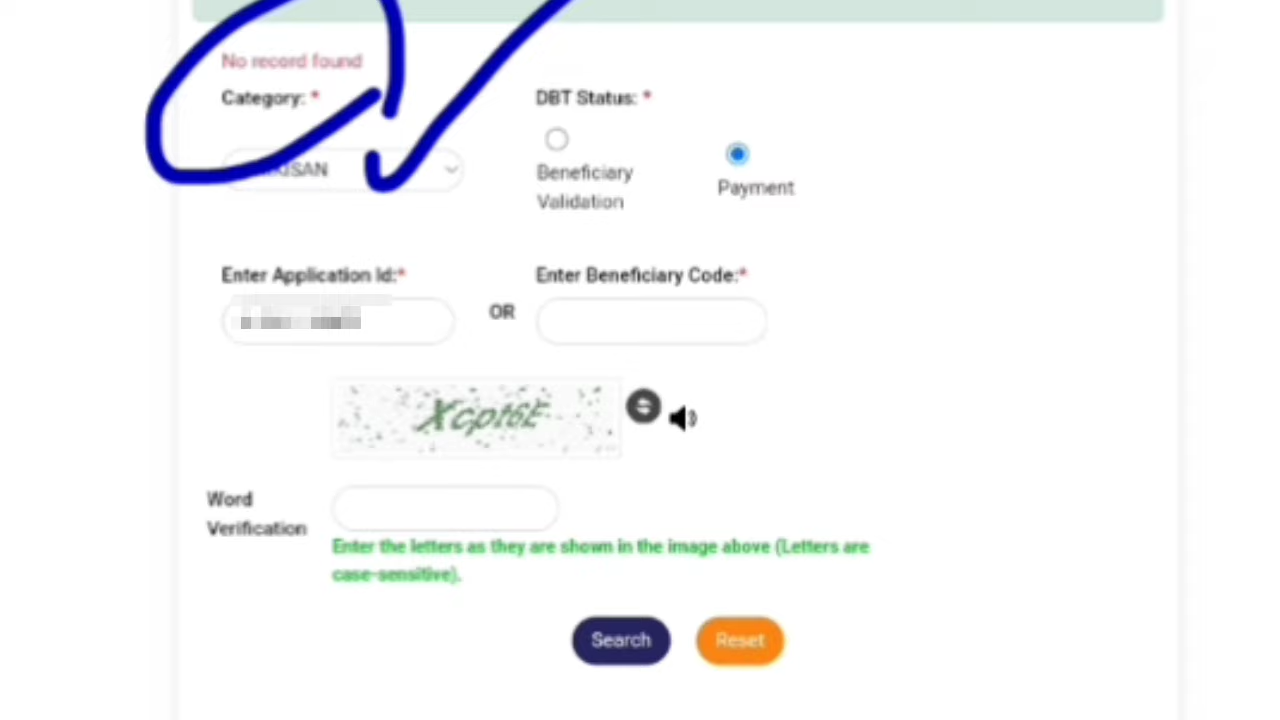 No record found
Category: * DBT Status: *
Beneficiary Validation
Payment
Enter Application Id:* Enter Beneficiary Code:*
OR
Xcpt6E
Word
Verification
Enter the letters as they are shown in the image above (Letters are
case-sensitive).
Search Reset